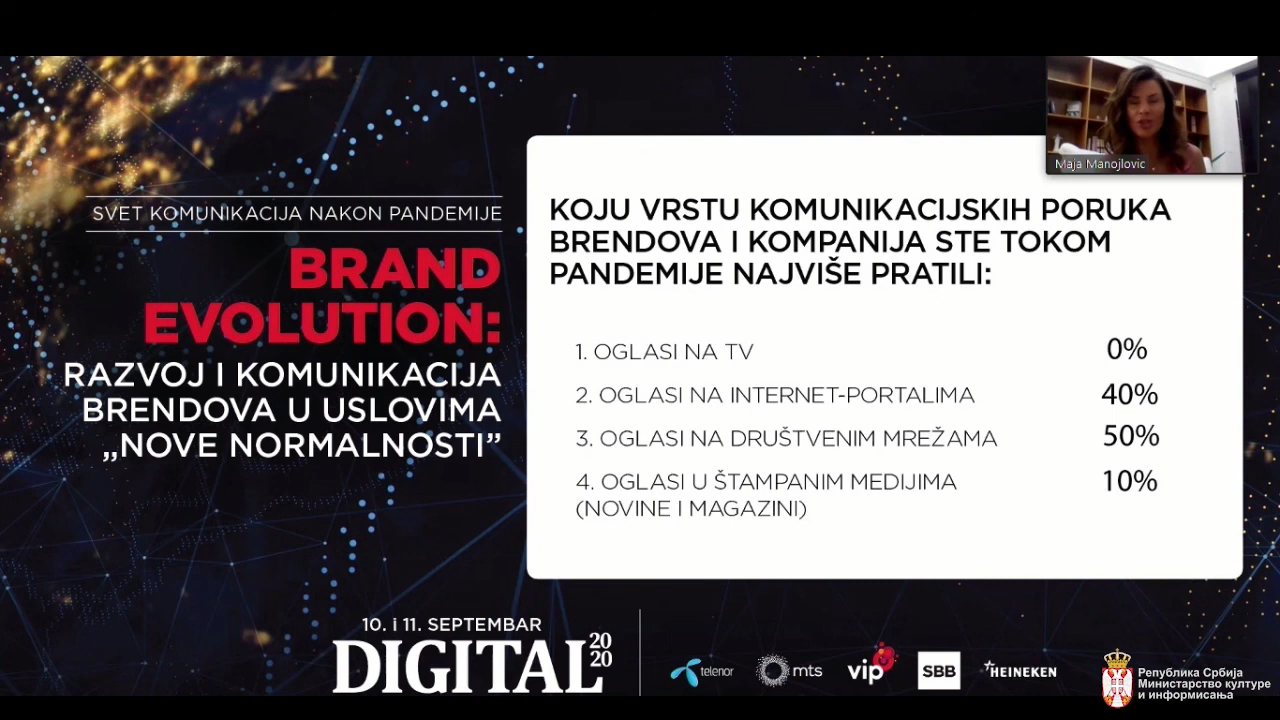 SVET KOMUNIKACIJA NAKON PANDEMIJE
BRAND
EVOLUTION:
RAZVOJ I KOMUNIKACIJA
BRENDOVA U USLOVIMA
„NOVE NORMALNOSTI”
Maja Manojlovic
KOJU VRSTU KOMUNIKACIJSKIH PORUKA
BRENDOVA I KOMPANIJA STE TOKOM
PANDEMIJE NAJVIŠE PRATILI:
1. OGLASI NA TV 0%
2. OGLASI NA INTERNET-PORTALIMA 40%
3. OGLASI NA DRUŠTVENIM MREŽAMA 50%
4. OGLASI U ŠTAMPANIM MEDIJIMA 10%
(NOVINE I MAGAZINI)
10. i 11. SEPTEMBAR
DIGITAL 20
20
telenor mts vip SBB HEINEKEN
Република Србија
Министарство културе
и информисања